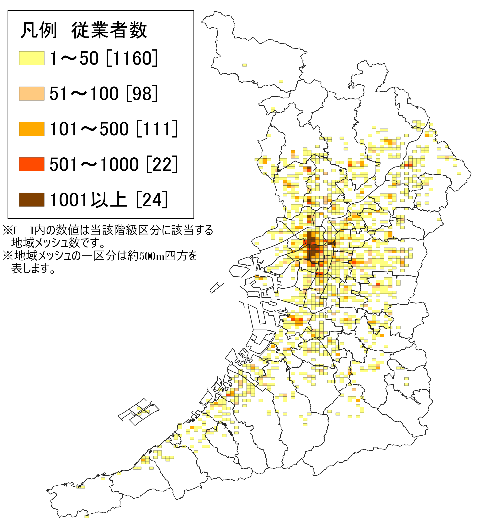 凡例 従業者数
1～50 [1160]
51～100 [98]
101～500 [111]
501～1000 [22]
1001以上 [24]
※[ ]内の数値は当該階級区分に該当する
地域メッシュ数です。
※地域メッシュの一区分は約500m四方を
表します。